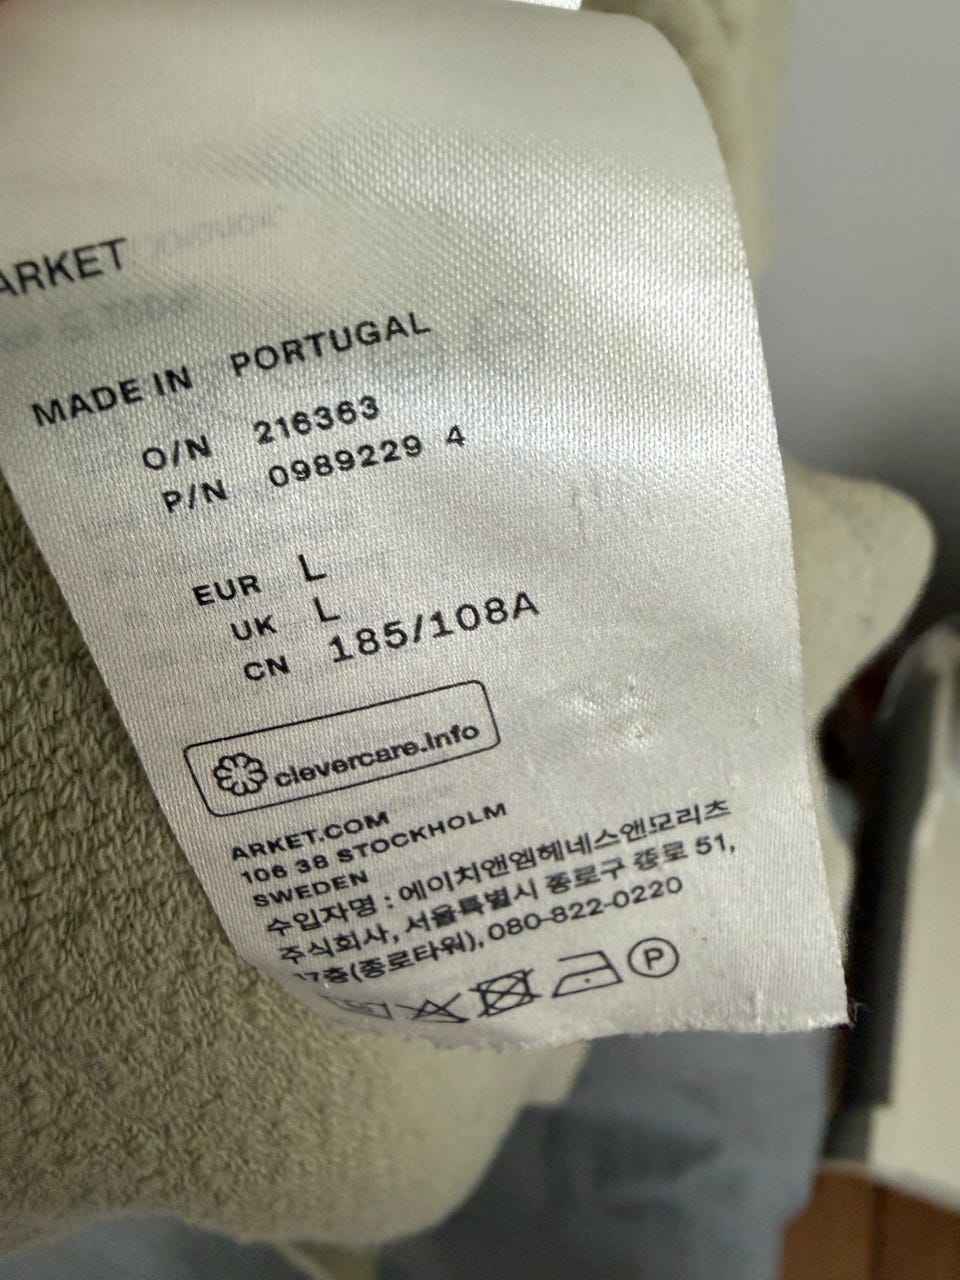 ARKET
MADE IN PORTUGAL
O/N 216363
P/N 0989229 4
EUR L
UK L
CN 185/108A
clevercare.info
ARKET.COM
106 38 STOCKHOLM
SWEDEN
수입자명 : 에이치앤엠헤네스앤모리츠
주식회사, 서울특별시 종로구 종로 51,
17층(종로타워), 080-822-0220
P